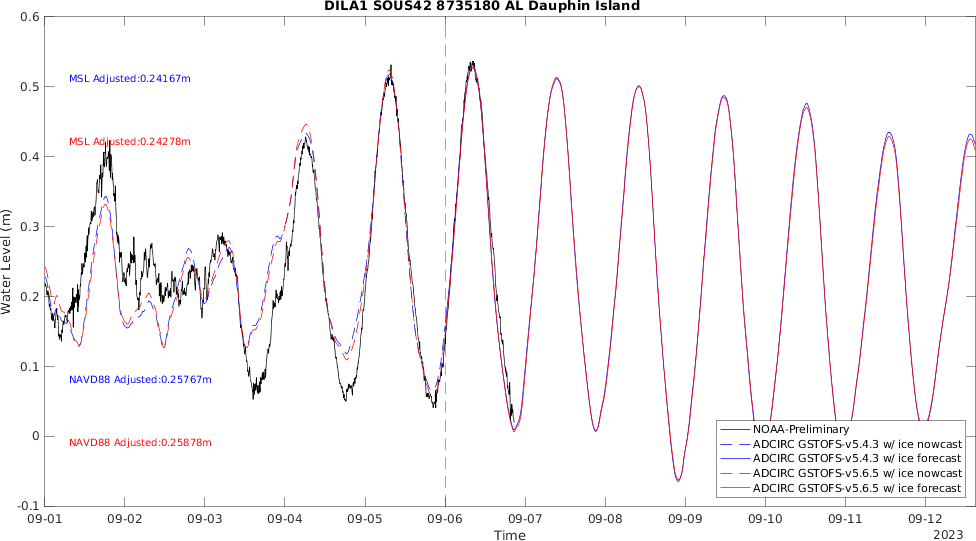 DILA1 SOUS42 8735180 AL Dauphin Island
0.6
0.5
0.4
0.3
0.2
0.1
0
-0.1
Water Level (m)
MSL Adjusted:0.24167m
MSL Adjusted:0.24278m
NAVD88 Adjusted:0.25767m
NAVD88 Adjusted:0.25878m
NOAA-Preliminary
ADCIRC GSTOFS-v5.4.3 w/ ice nowcast
ADCIRC GSTOFS-v5.4.3 w/ ice forecast
ADCIRC GSTOFS-v5.6.5 w/ ice nowcast
ADCIRC GSTOFS-v5.6.5 w/ ice forecast
09-01 09-02 09-03 09-04 09-05 09-06 09-07 09-08 09-09 09-10 09-11 09-12
Time
2023